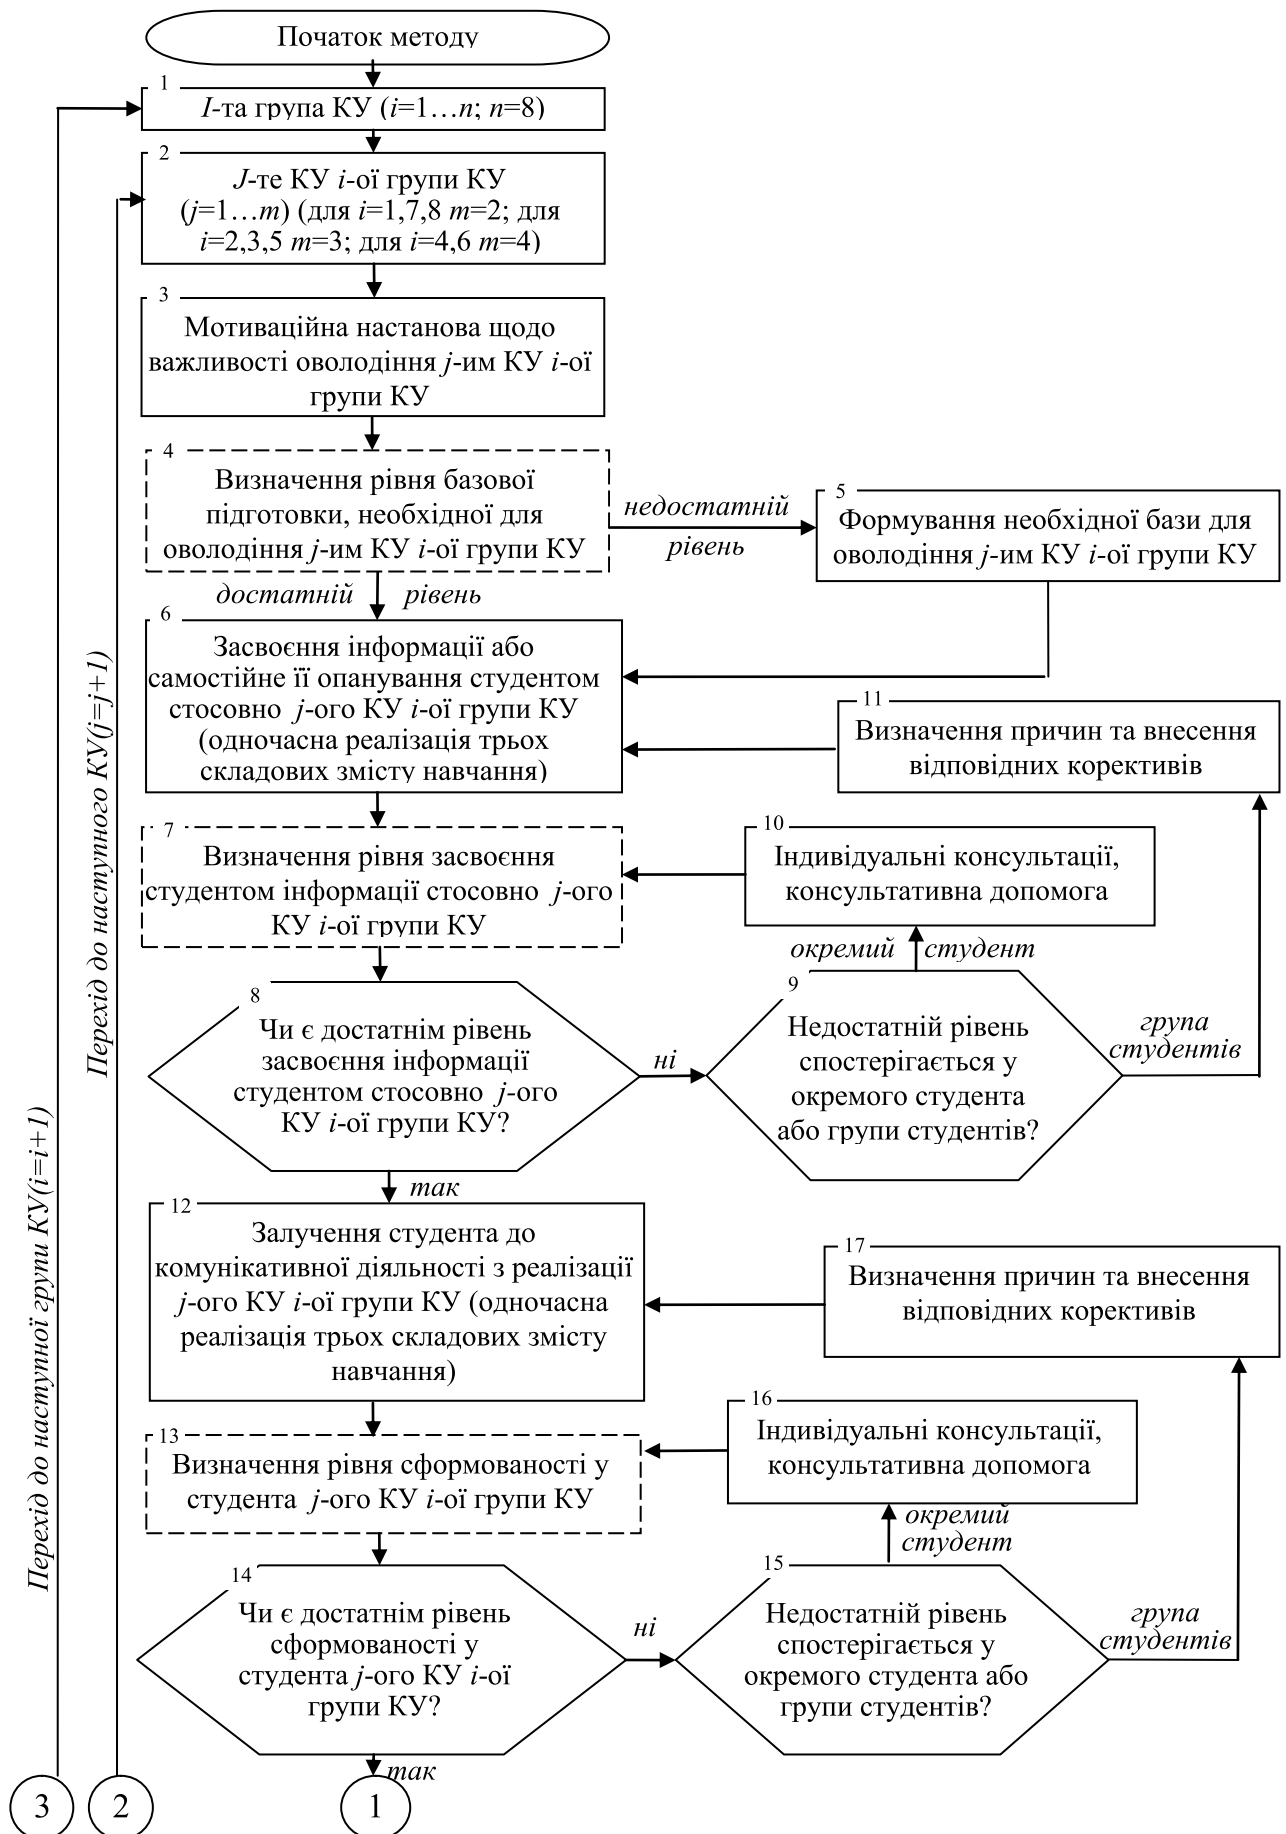 Початок методу
1
I-та група КУ (i=1…n; n=8)
2
J-те КУ i-ої групи КУ
(j=1…m) (для i=1,7,8 m=2; для
i=2,3,5 m=3; для i=4,6 m=4)
3
Мотиваційна настанова щодо
важливості оволодіння j-им КУ i-ої
групи КУ
4
Визначення рівня базової
підготовки, необхідної для
оволодіння j-им КУ i-ої групи КУ
недостатній
рівень
5
Формування необхідної бази для
оволодіння j-им КУ i-ої групи КУ
достатній рівень
6
Засвоєння інформації або
самостійне її опанування студентом
стосовно j-ого КУ i-ої групи КУ
(одночасна реалізація трьох
складових змісту навчання)
11
Визначення причин та внесення
відповідних корективів
7
Визначення рівня засвоєння
студентом інформації стосовно j-ого
КУ i-ої групи КУ
10
Індивідуальні консультації,
консультативна допомога
окремий студент
8
Чи є достатнім рівень
засвоєння інформації
студентом стосовно j-ого
КУ i-ої групи КУ?
ні
9
Недостатній рівень
спостерігається у
окремого студента
або групи студентів?
група
студентів
так
12
Залучення студента до
комунікативної діяльності з реалізації
j-ого КУ i-ої групи КУ (одночасна
реалізація трьох складових змісту
навчання)
17
Визначення причин та внесення
відповідних корективів
13
Визначення рівня сформованості у
студента j-ого КУ i-ої групи КУ
16
Індивідуальні консультації,
консультативна допомога
окремий
студент
14
Чи є достатнім рівень
сформованості у
студента j-ого КУ i-ої
групи КУ?
ні
15
Недостатній рівень
спостерігається у
окремого студента або
групи студентів?
група
студентів
так
Перехід до наступної групи КУ(i=i+1)
Перехід до наступного КУ(j=j+1)
3
2
1